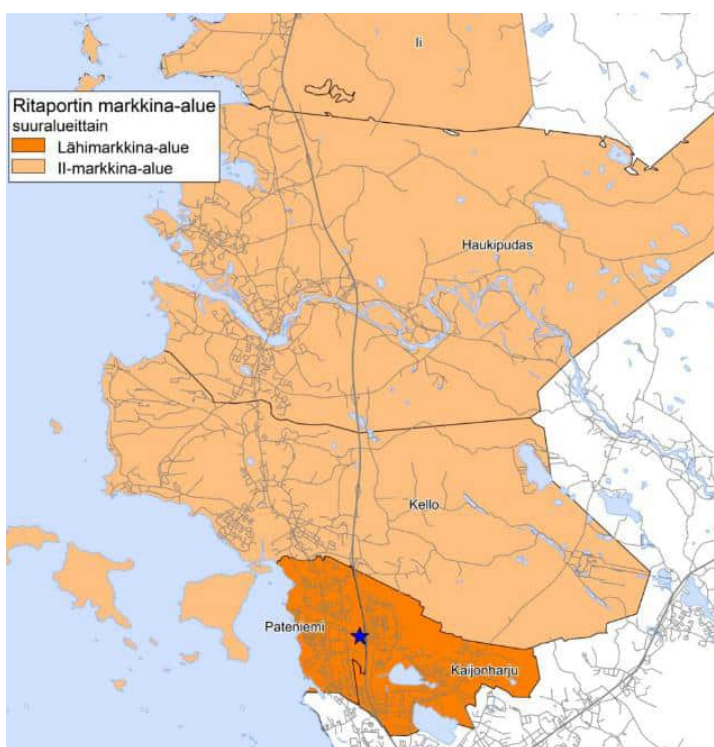 Ii
Ritaportin markkina-alue
suuralueittain
Lähimarkkina-alue
II-markkina-alue
Haukipudas
Kello
Pateniemi
Kaijonharju